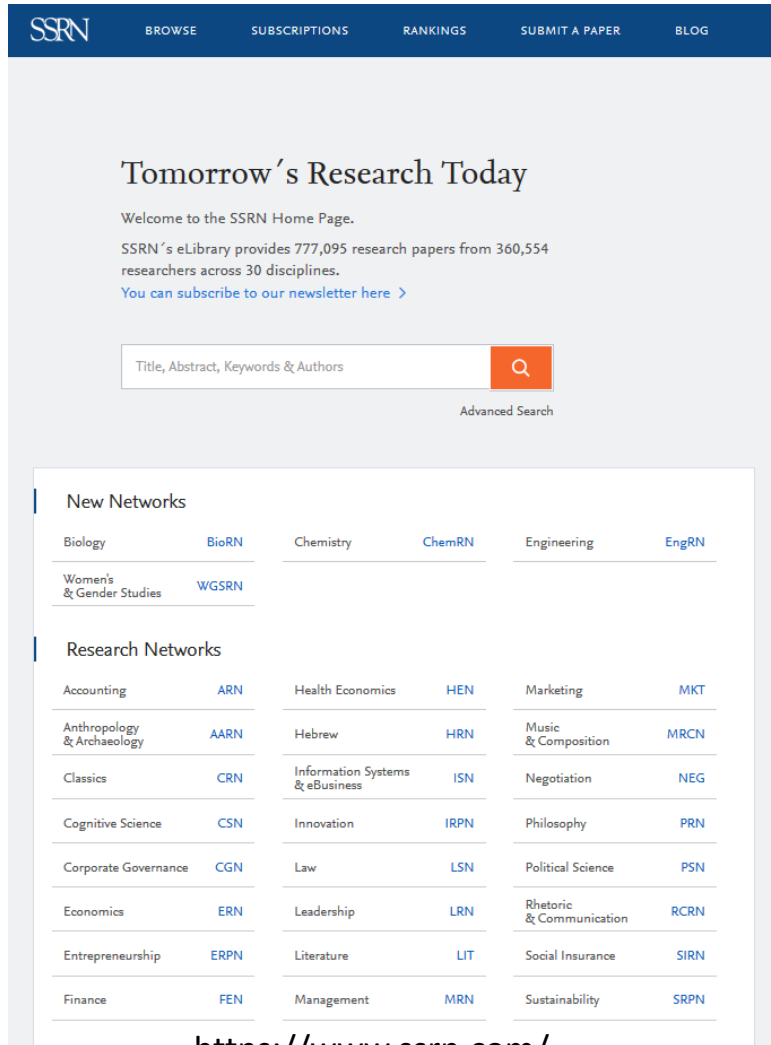 SSRN BROWSE SUBSCRIPTIONS RANKINGS SUBMIT A PAPER BLOG
Tomorrow´s Research Today
Welcome to the SSRN Home Page.
SSRN´s eLibrary provides 777,095 research papers from 360,554
researchers across 30 disciplines.
You can subscribe to our newsletter here >
Title, Abstract, Keywords & Authors
Advanced Search
New Networks
Biology BioRN Chemistry ChemRN Engineering EngRN
Women's
& Gender Studies WGSRN
Research Networks
Accounting ARN Health Economics HEN Marketing MKT
Anthropology
& Archaeology AARN Hebrew HRN Music
& Composition MRCN
Classics CRN Information Systems
& eBusiness ISN Negotiation NEG
Cognitive Science CSN Innovation IRPN Philosophy PRN
Corporate Governance CGN Law LSN Political Science PSN
Economics ERN Leadership LRN Rhetoric
& Communication RCRN
Entrepreneurship ERPN Literature LIT Social Insurance SIRN
Finance FEN Management MRN Sustainability SRPN
https://www.ssrn.com/